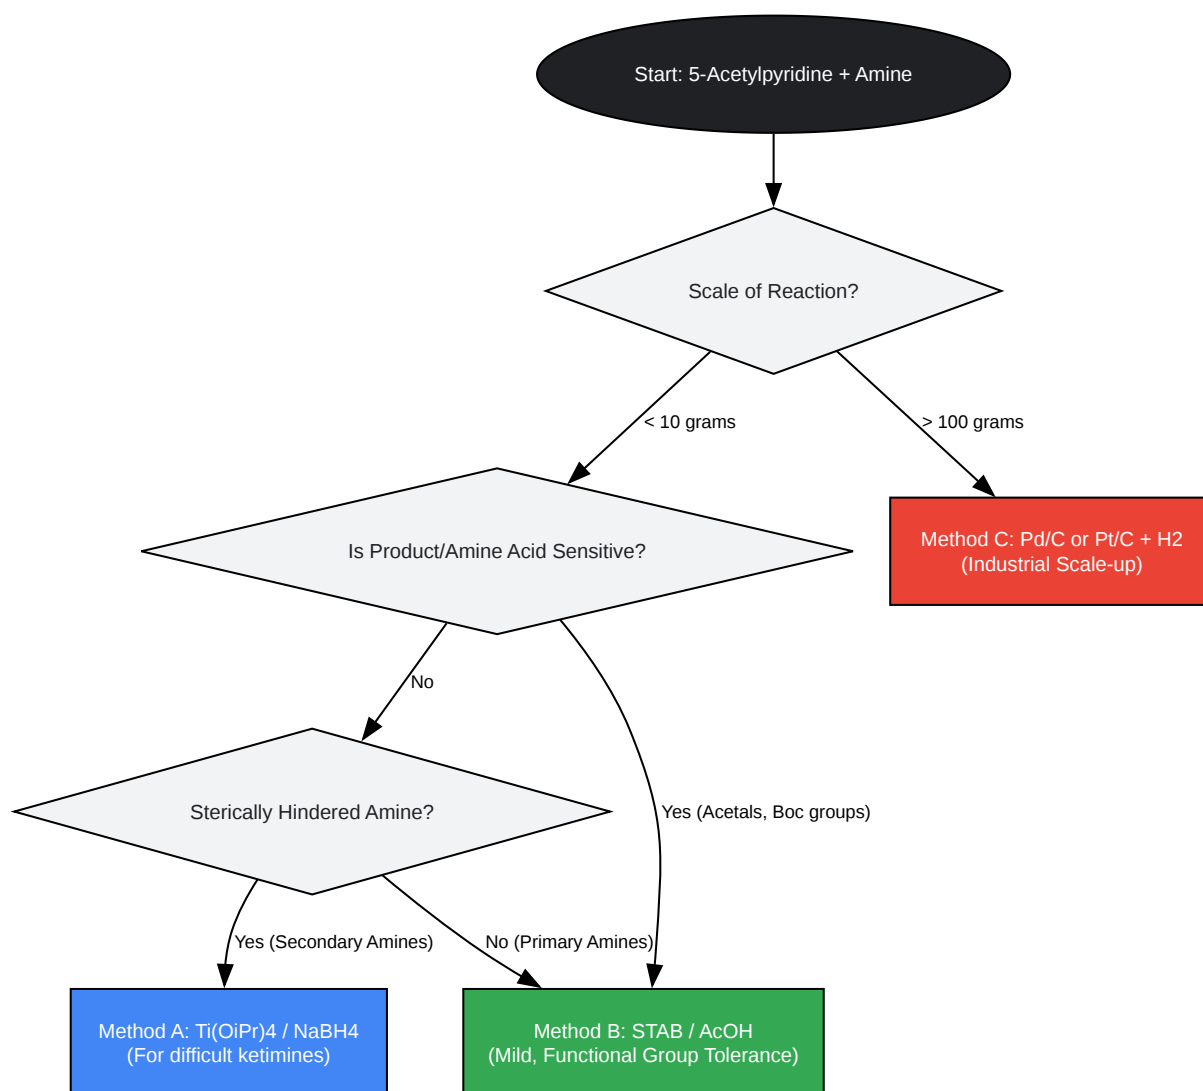 Start: 5-Acetylpyridine + Amine
Scale of Reaction?
< 10 grams
> 100 grams
Is Product/Amine Acid Sensitive?
Method C: Pd/C or Pt/C + H2
(Industrial Scale-up)
No
Yes (Acetals, Boc groups)
Sterically Hindered Amine?
Yes (Secondary Amines)
No (Primary Amines)
Method A: Ti(OiPr)4 / NaBH4
(For difficult ketimines)
Method B: STAB / AcOH
(Mild, Functional Group Tolerance)